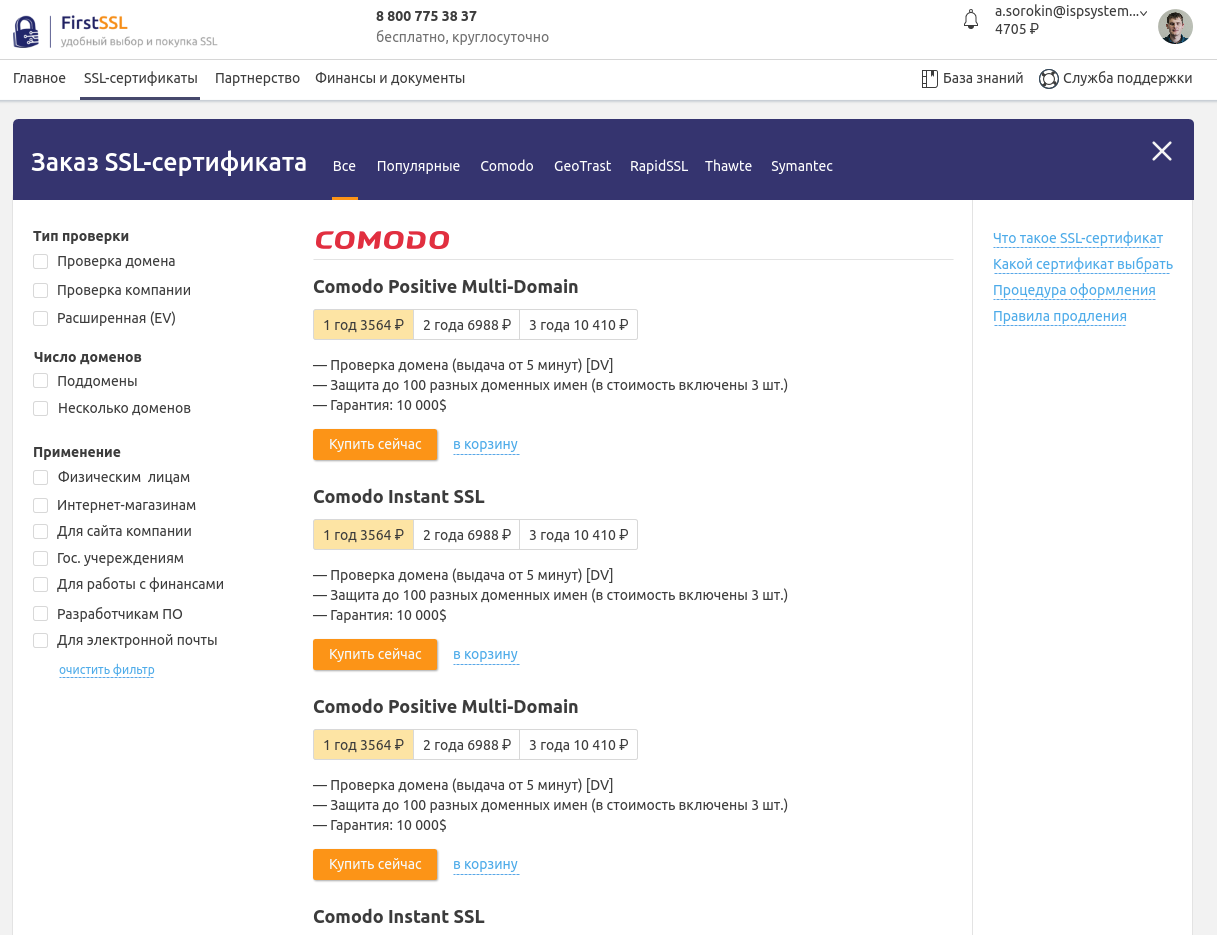 FirstSSL
удобный выбор и покупка SSL
8 800 775 38 37
бесплатно, круглосуточно
a.sorokin@ispsystem...
4705 ₽
Главное
SSL-сертификаты
Партнерство
Финансы и документы
База знаний
Служба поддержки
Заказ SSL-сертификата
Все
Популярные
Comodo
GeoTrast
RapidSSL
Thawte
Symantec
Тип проверки
Проверка домена
Проверка компании
Расширенная (EV)
Число доменов
Поддомены
Несколько доменов
Применение
Физическим лицам
Интернет-магазинам
Для сайта компании
Гос. учереждениям
Для работы с финансами
Разработчикам ПО
Для электронной почты
очистить фильтр
COMODO
Comodo Positive Multi-Domain
1 год 3564 ₽
2 года 6988 ₽
3 года 10 410 ₽
— Проверка домена (выдача от 5 минут) [DV]
— Защита до 100 разных доменных имен (в стоимость включены 3 шт.)
— Гарантия: 10 000$
Купить сейчас
в корзину
Comodo Instant SSL
1 год 3564 ₽
2 года 6988 ₽
3 года 10 410 ₽
— Проверка домена (выдача от 5 минут) [DV]
— Защита до 100 разных доменных имен (в стоимость включены 3 шт.)
— Гарантия: 10 000$
Купить сейчас
в корзину
Comodo Positive Multi-Domain
1 год 3564 ₽
2 года 6988 ₽
3 года 10 410 ₽
— Проверка домена (выдача от 5 минут) [DV]
— Защита до 100 разных доменных имен (в стоимость включены 3 шт.)
— Гарантия: 10 000$
Купить сейчас
в корзину
Comodo Instant SSL
Что такое SSL-сертификат
Какой сертификат выбрать
Процедура оформления
Правила продления